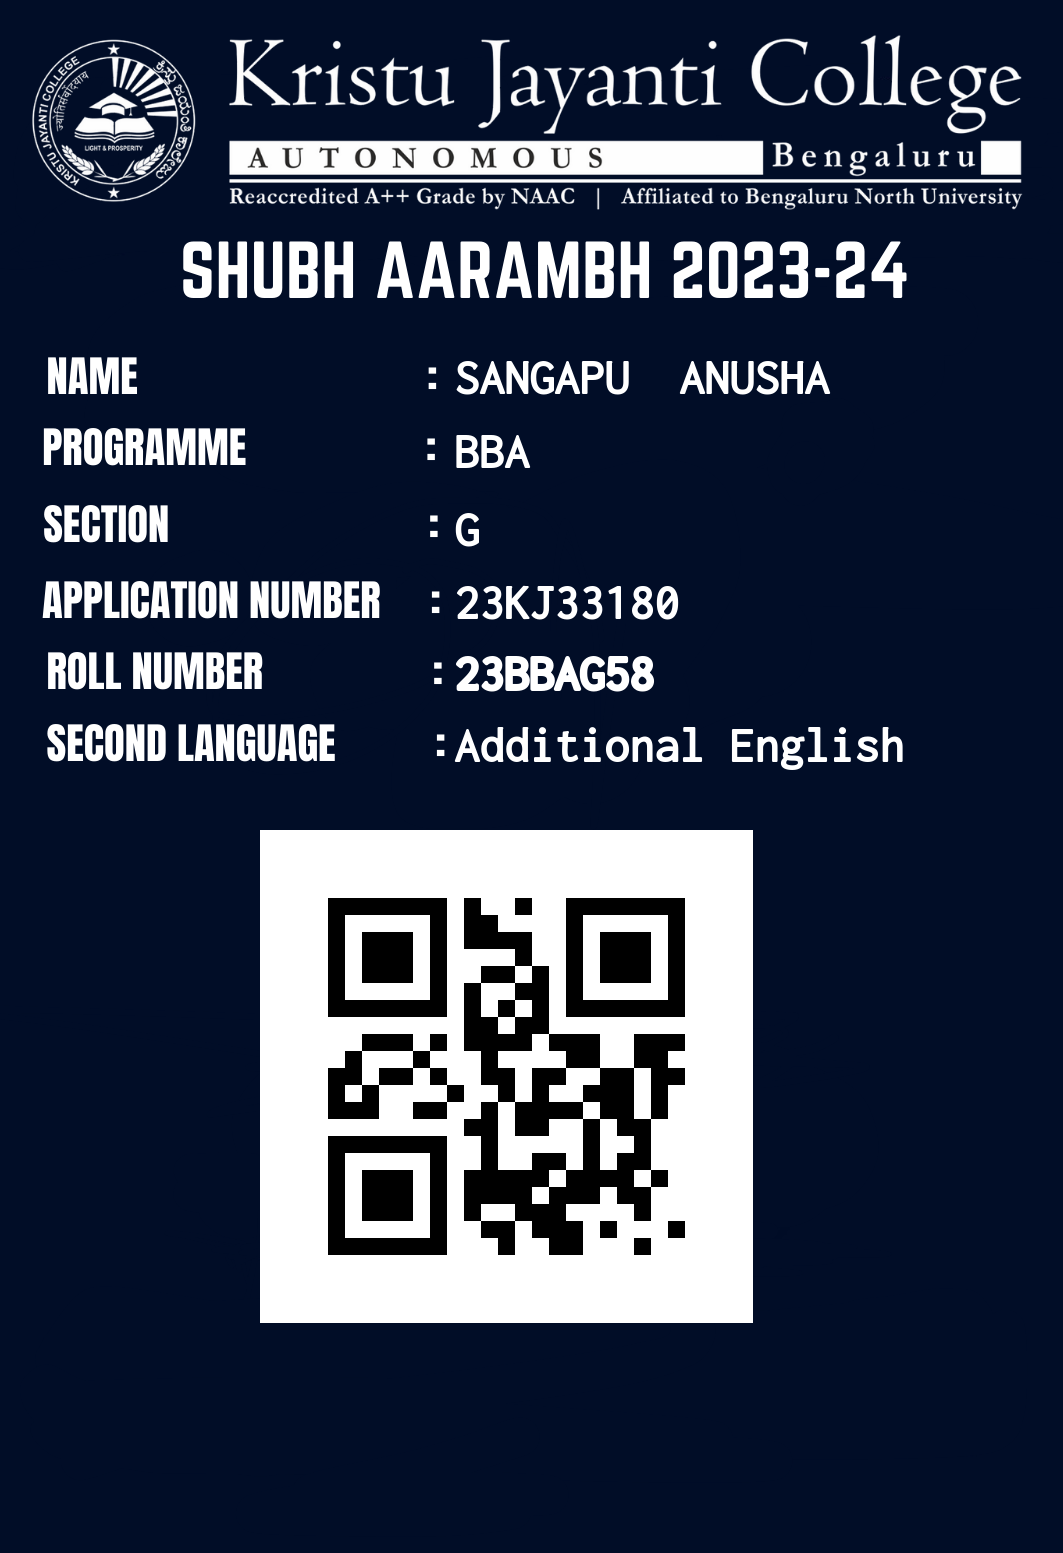 KRISTU JAYANTI COLLEGE
ಕ್ರಿಸ್ತು ಜಯಂತಿ ಕಾಲೇಜು
LIGHT & PROSPERITY
Kristu Jayanti College
AUTONOMOUS Bengaluru
Reaccredited A++ Grade by NAAC | Affiliated to Bengaluru North University
SHUBH AARAMBH 2023-24
NAME : SANGAPU ANUSHA
PROGRAMME : BBA
SECTION : G
APPLICATION NUMBER : 23KJ33180
ROLL NUMBER : 23BBAG58
SECOND LANGUAGE : Additional English